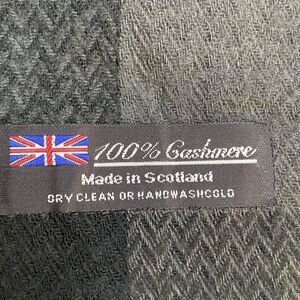 100% Cashmere
Made in Scotland
DRY CLEAN OR HANDWASHCOLD